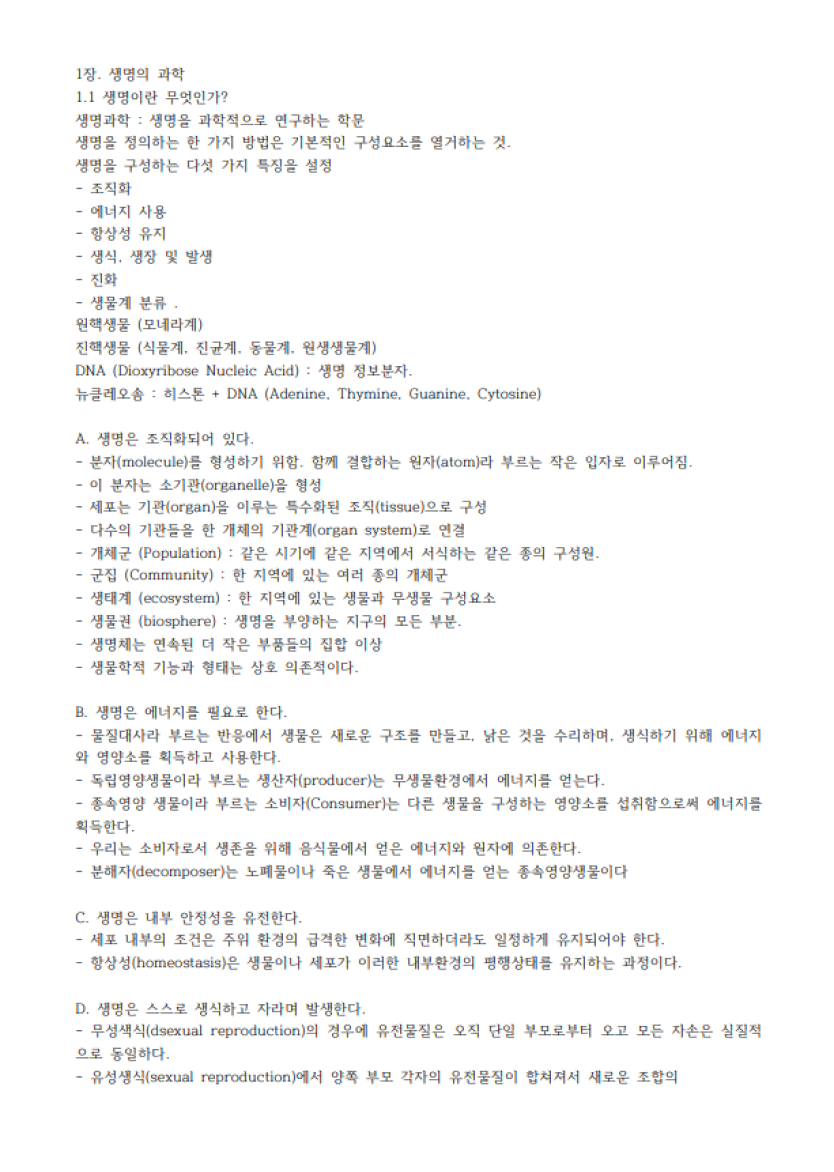 1장. 생명의 과학
1.1 생명이란 무엇인가?
생명과학 : 생명을 과학적으로 연구하는 학문
생명을 정의하는 한 가지 방법은 기본적인 구성요소를 열거하는 것.
생명을 구성하는 다섯 가지 특징을 설정
- 조직화
- 에너지 사용
- 항상성 유지
- 생식, 생장 및 발생
- 진화
- 생물계 분류 .
원핵생물 (모네라계)
진핵생물 (식물계, 진균계, 동물계, 원생생물계)
DNA (Dioxyribose Nucleic Acid) : 생명 정보분자.
뉴클레오솜 : 히스톤 + DNA (Adenine, Thymine, Guanine, Cytosine)
A. 생명은 조직화되어 있다.
- 분자(molecule)를 형성하기 위함. 함께 결합하는 원자(atom)라 부르는 작은 입자로 이루어짐.
- 이 분자는 소기관(organelle)을 형성
- 세포는 기관(organ)을 이루는 특수화된 조직(tissue)으로 구성
- 다수의 기관들을 한 개체의 기관계(organ system)로 연결
- 개체군 (Population) : 같은 시기에 같은 지역에서 서식하는 같은 종의 구성원.
- 군집 (Community) : 한 지역에 있는 여러 종의 개체군
- 생태계 (ecosystem) : 한 지역에 있는 생물과 무생물 구성요소
- 생물권 (biosphere) : 생명을 부양하는 지구의 모든 부분.
- 생명체는 연속된 더 작은 부품들의 집합 이상
- 생물학적 기능과 형태는 상호 의존적이다.
B. 생명은 에너지를 필요로 한다.
- 물질대사라 부르는 반응에서 생물은 새로운 구조를 만들고, 낡은 것을 수리하며, 생식하기 위해 에너지
와 영양소를 획득하고 사용한다.
- 독립영양생물이라 부르는 생산자(producer)는 무생물환경에서 에너지를 얻는다.
- 종속영양 생물이라 부르는 소비자(Consumer)는 다른 생물을 구성하는 영양소를 섭취함으로써 에너지를
획득한다.
- 우리는 소비자로서 생존을 위해 음식물에서 얻은 에너지와 원자에 의존한다.
- 분해자(decomposer)는 노폐물이나 죽은 생물에서 에너지를 얻는 종속영양생물이다
C. 생명은 내부 안정성을 유전한다.
- 세포 내부의 조건은 주위 환경의 급격한 변화에 직면하더라도 일정하게 유지되어야 한다.
- 항상성(homeostasis)은 생물이나 세포가 이러한 내부환경의 평행상태를 유지하는 과정이다.
D. 생명은 스스로 생식하고 자라며 발생한다.
- 무성색식(dsexual reproduction)의 경우에 유전물질은 오직 단일 부모로부터 오고 모든 자손은 실질적
으로 동일하다.
- 유성생식(sexual reproduction)에서 양쪽 부모 각자의 유전물질이 합쳐져서 새로운 조합의